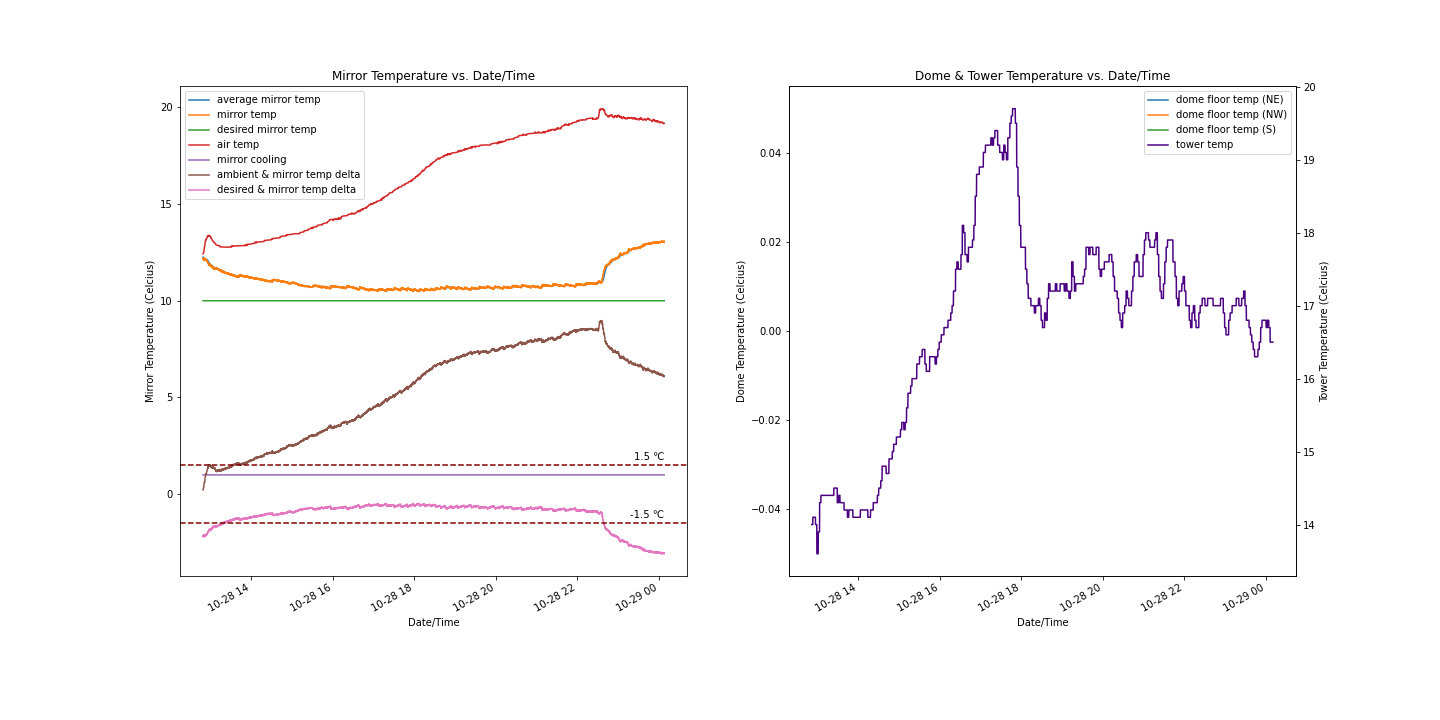 Mirror Temperature vs. Date/Time
average mirror temp
mirror temp
desired mirror temp
air temp
mirror cooling
ambient & mirror temp delta
desired & mirror temp delta
20
15
10
5
0
1.5 °C
-1.5 °C
Mirror Temperature (Celcius)
10-28 14
10-28 16
10-28 18
10-28 20
10-28 22
10-29 00
Date/Time
Dome & Tower Temperature vs. Date/Time
dome floor temp (NE)
dome floor temp (NW)
dome floor temp (S)
tower temp
0.04
0.02
0.00
−0.02
−0.04
Dome Temperature (Celcius)
20
19
18
17
16
15
14
Tower Temperature (Celcius)
10-28 14
10-28 16
10-28 18
10-28 20
10-28 22
10-29 00
Date/Time